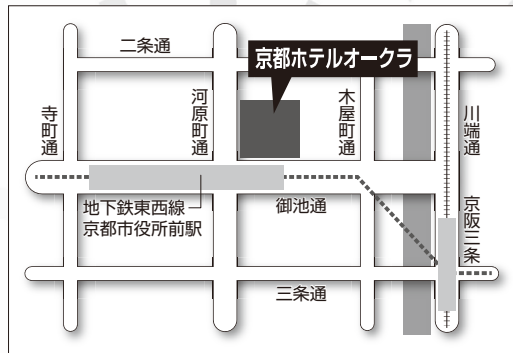 二条通
京都ホテルオークラ
寺町通
河原町通
木屋町通
川端通
地下鉄東西線
京都市役所前駅
御池通
京阪三条
三条通